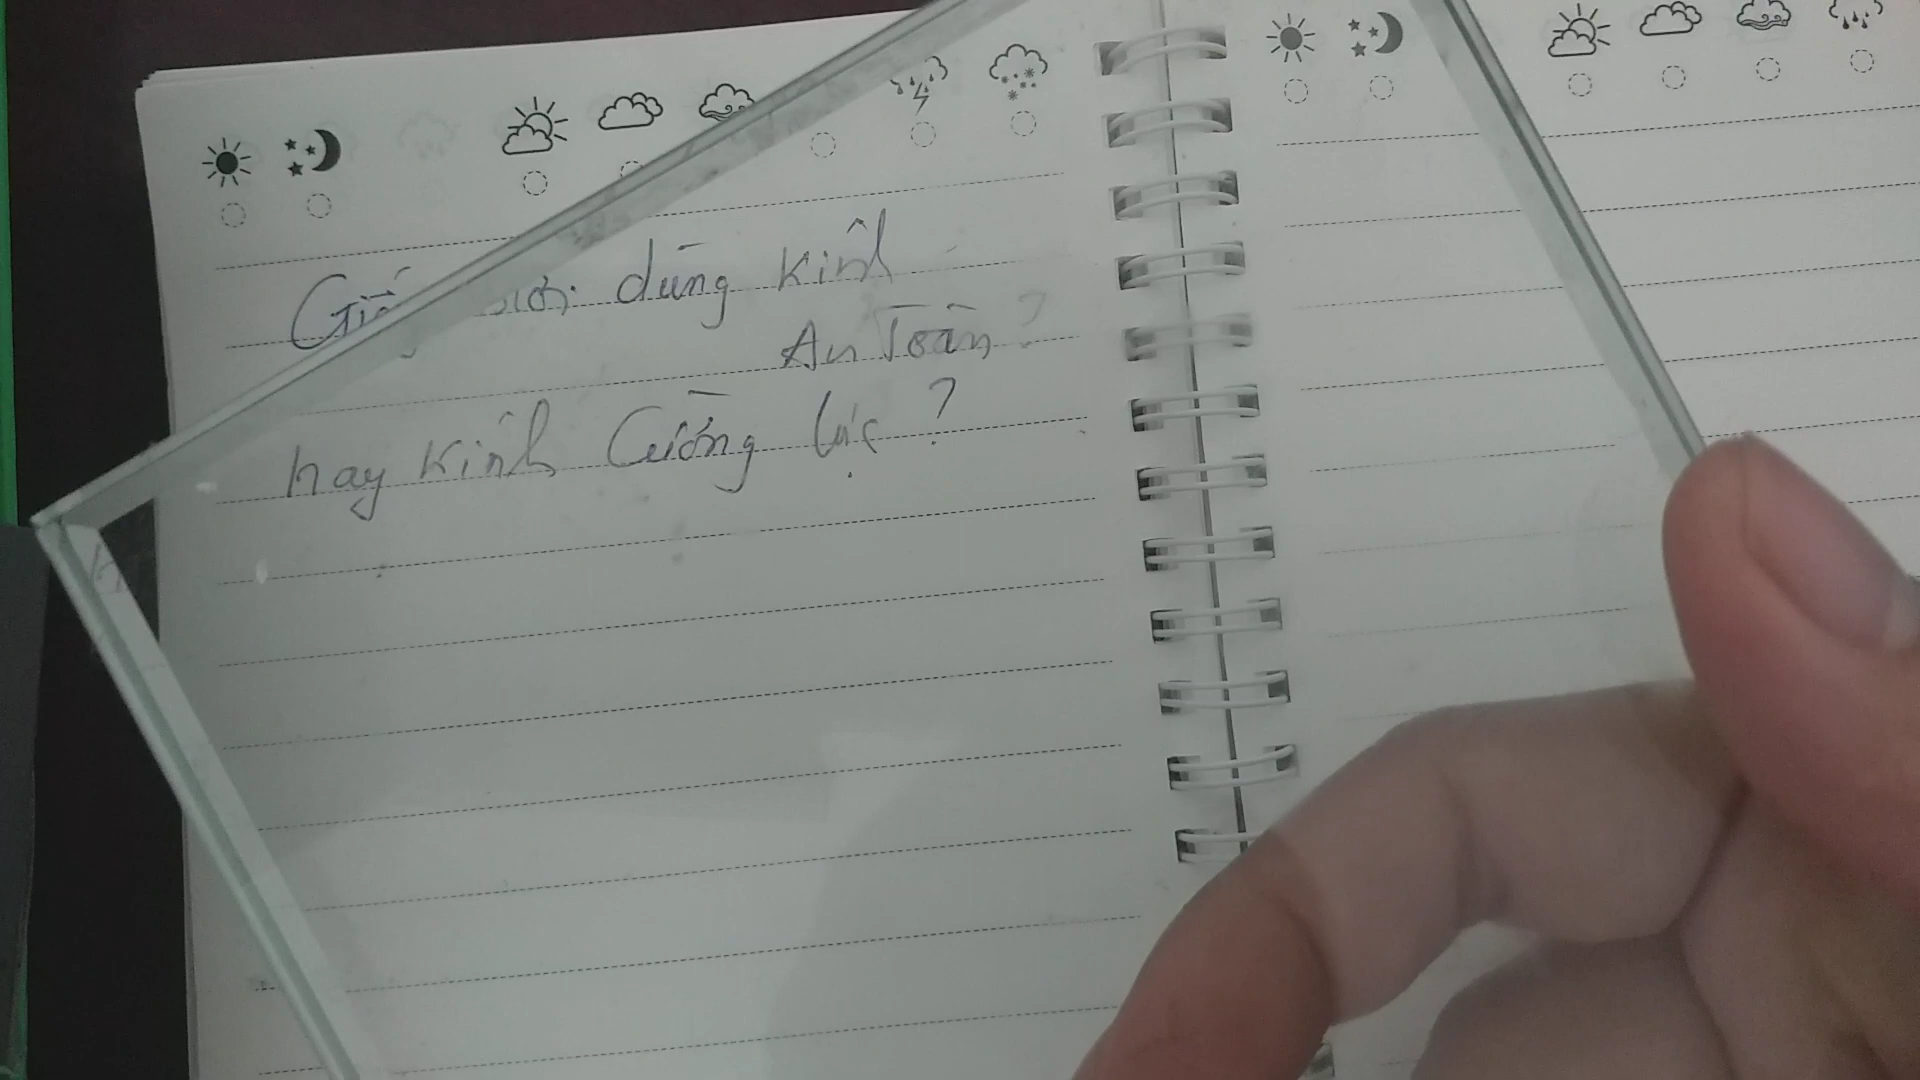 dùng kính
An Toàn ?
hay kính Cường lực ?